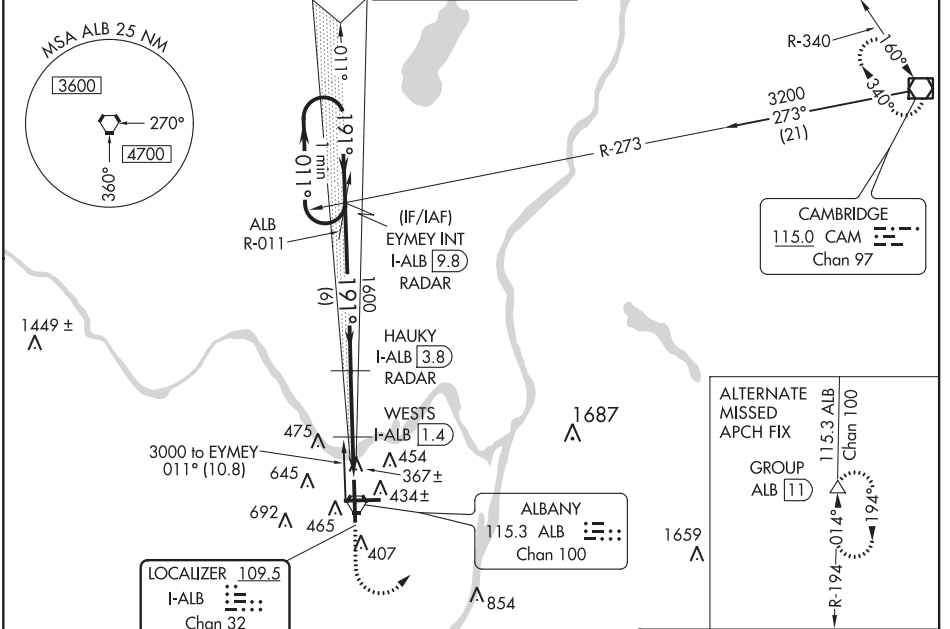 MSA ALB 25 NM
3600
270°
4700
360°
011°
191°
1 min
011°
ALB
R-011
(IF/IAF)
EYMEY INT
I-ALB 9.8
RADAR
R-273
3200
273°
(21)
R-340
160°
340°
CAMBRIDGE
115.0 CAM
Chan 97
1600
(6)
191°
HAUKY
I-ALB 3.8
RADAR
WESTS
I-ALB 1.4
1449 ±
475
3000 to EYMEY
011° (10.8)
454
367 ±
645
434 ±
692
465
407
1687
ALBANY
115.3 ALB
Chan 100
1659
854
LOCALIZER 109.5
I-ALB
Chan 32
ALTERNATE
MISSED
APCH FIX
115.3 ALB
Chan 100
GROUP
ALB 11
014°
194°
R-194